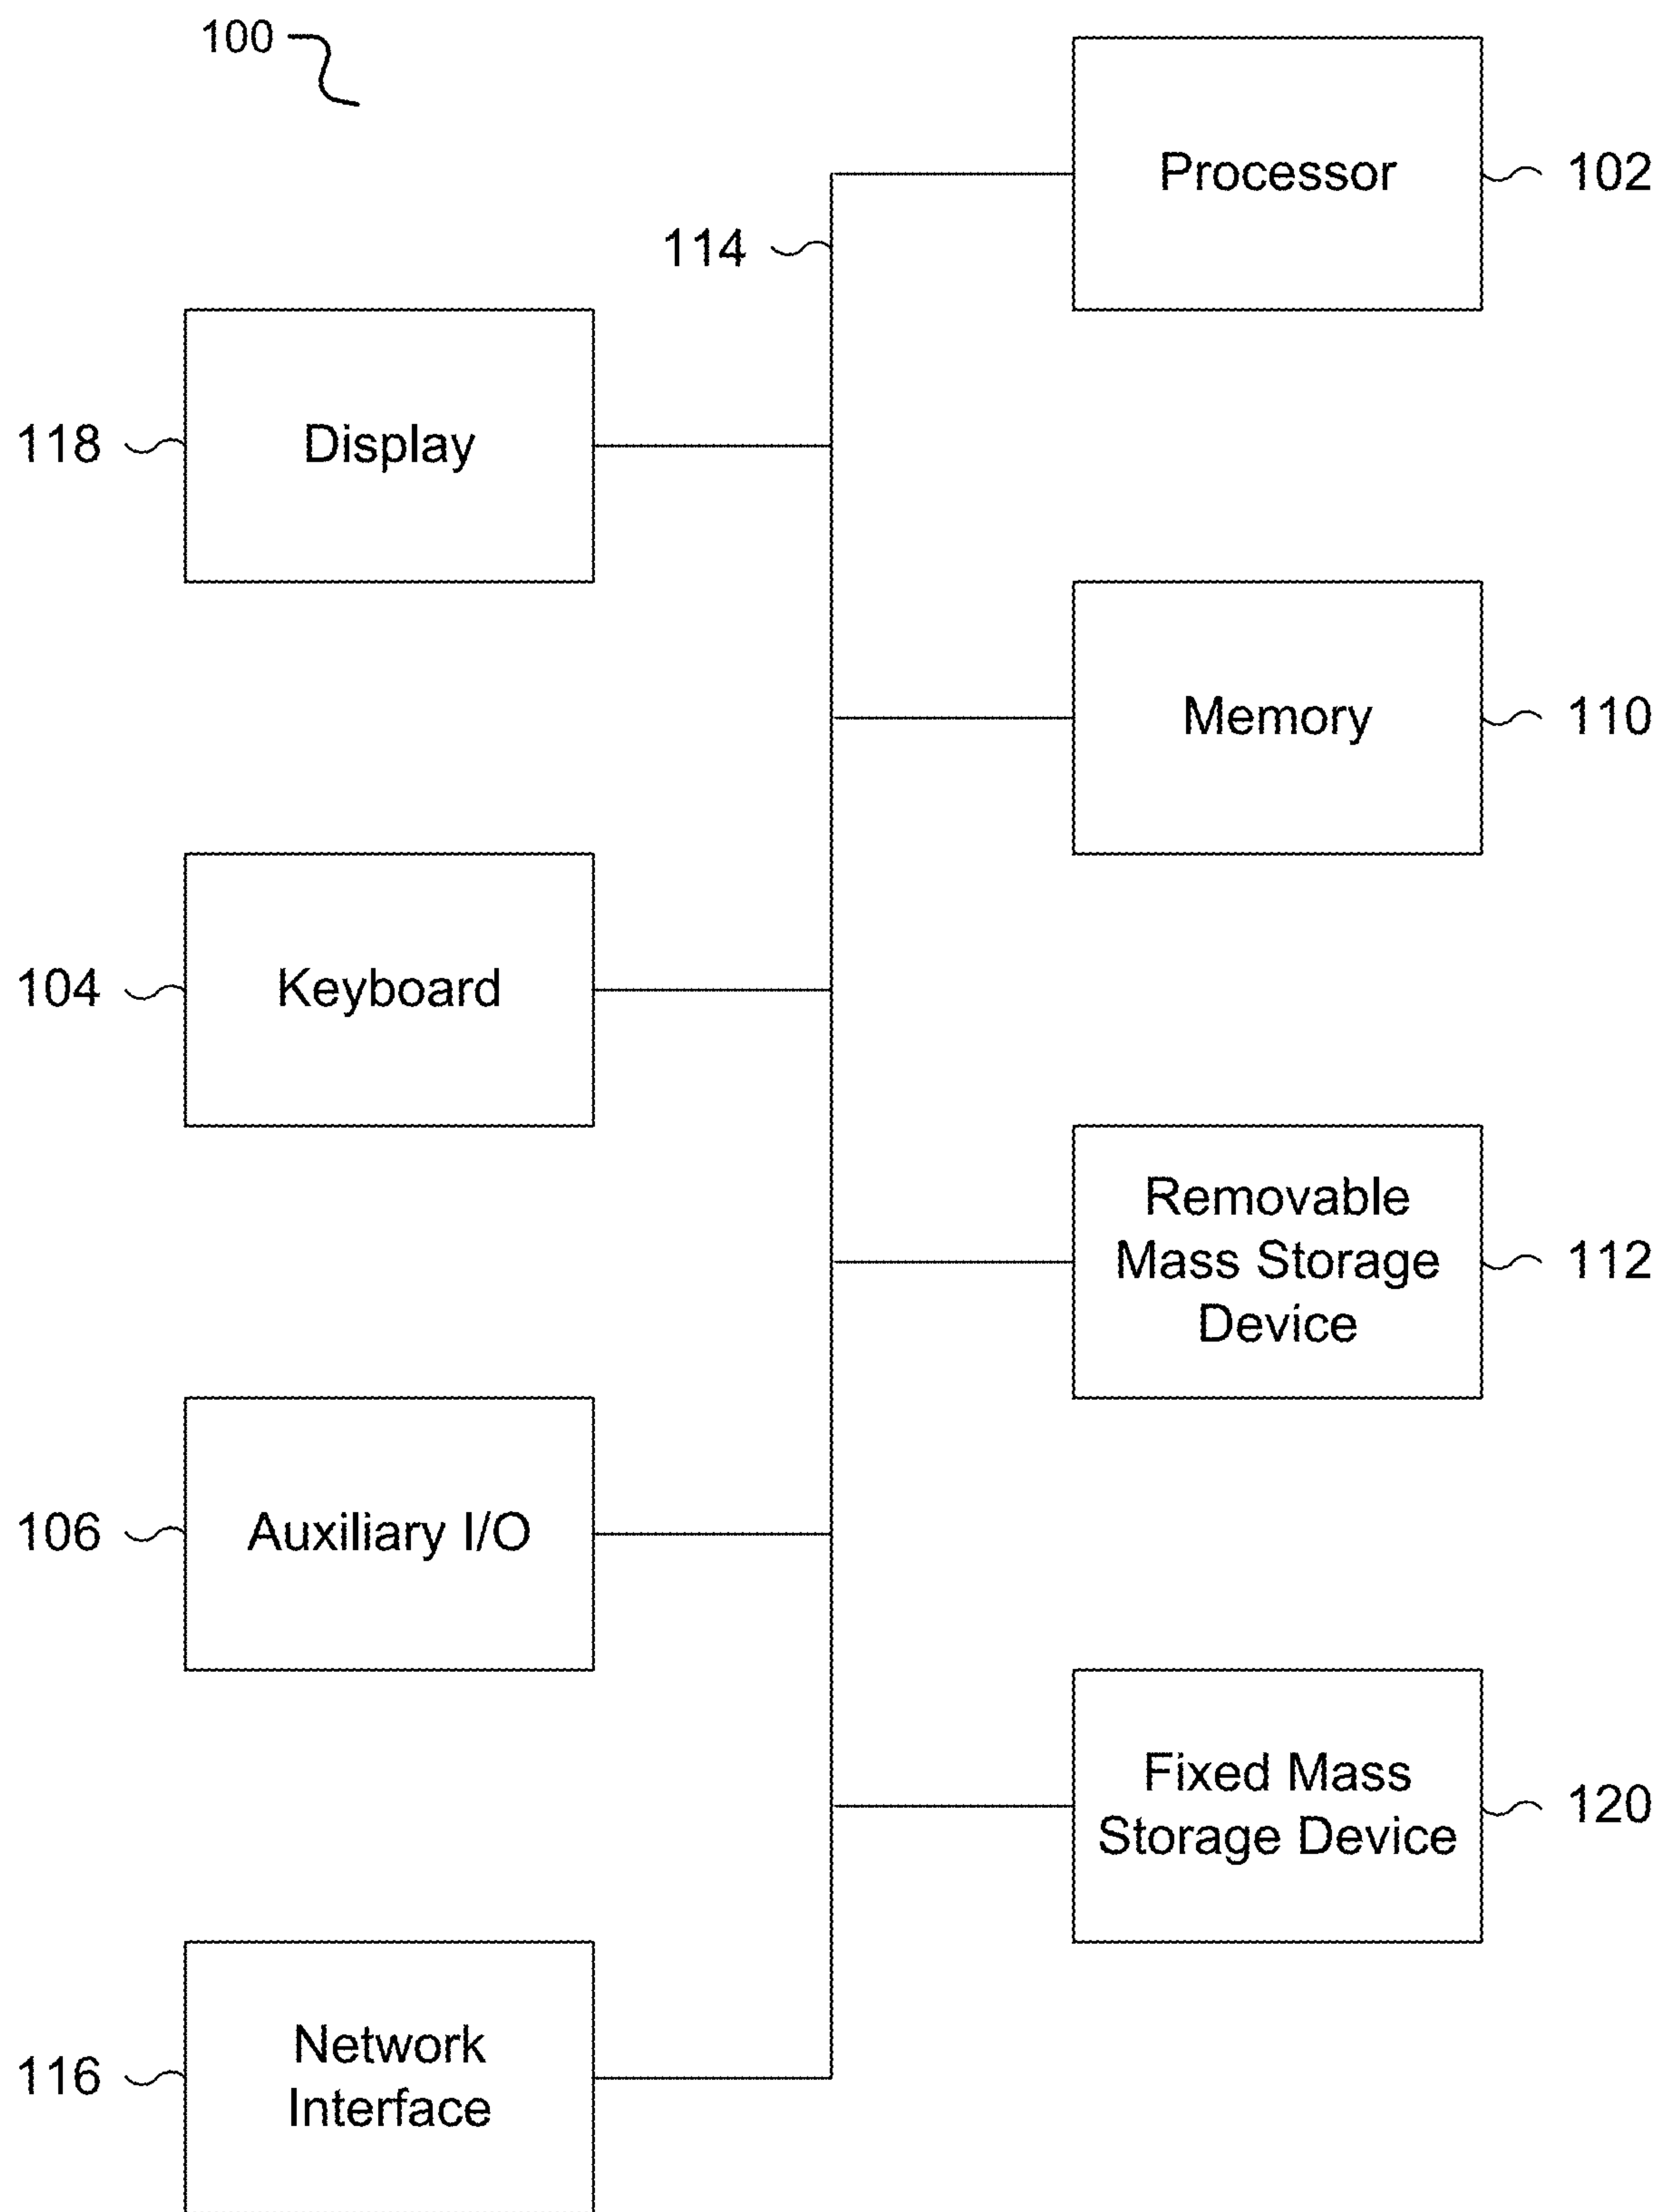 100
Processor
102
114
Display
118
Memory
110
Keyboard
104
Removable
Mass Storage
Device
112
Auxiliary I/O
106
Fixed Mass
Storage Device
120
Network
Interface
116